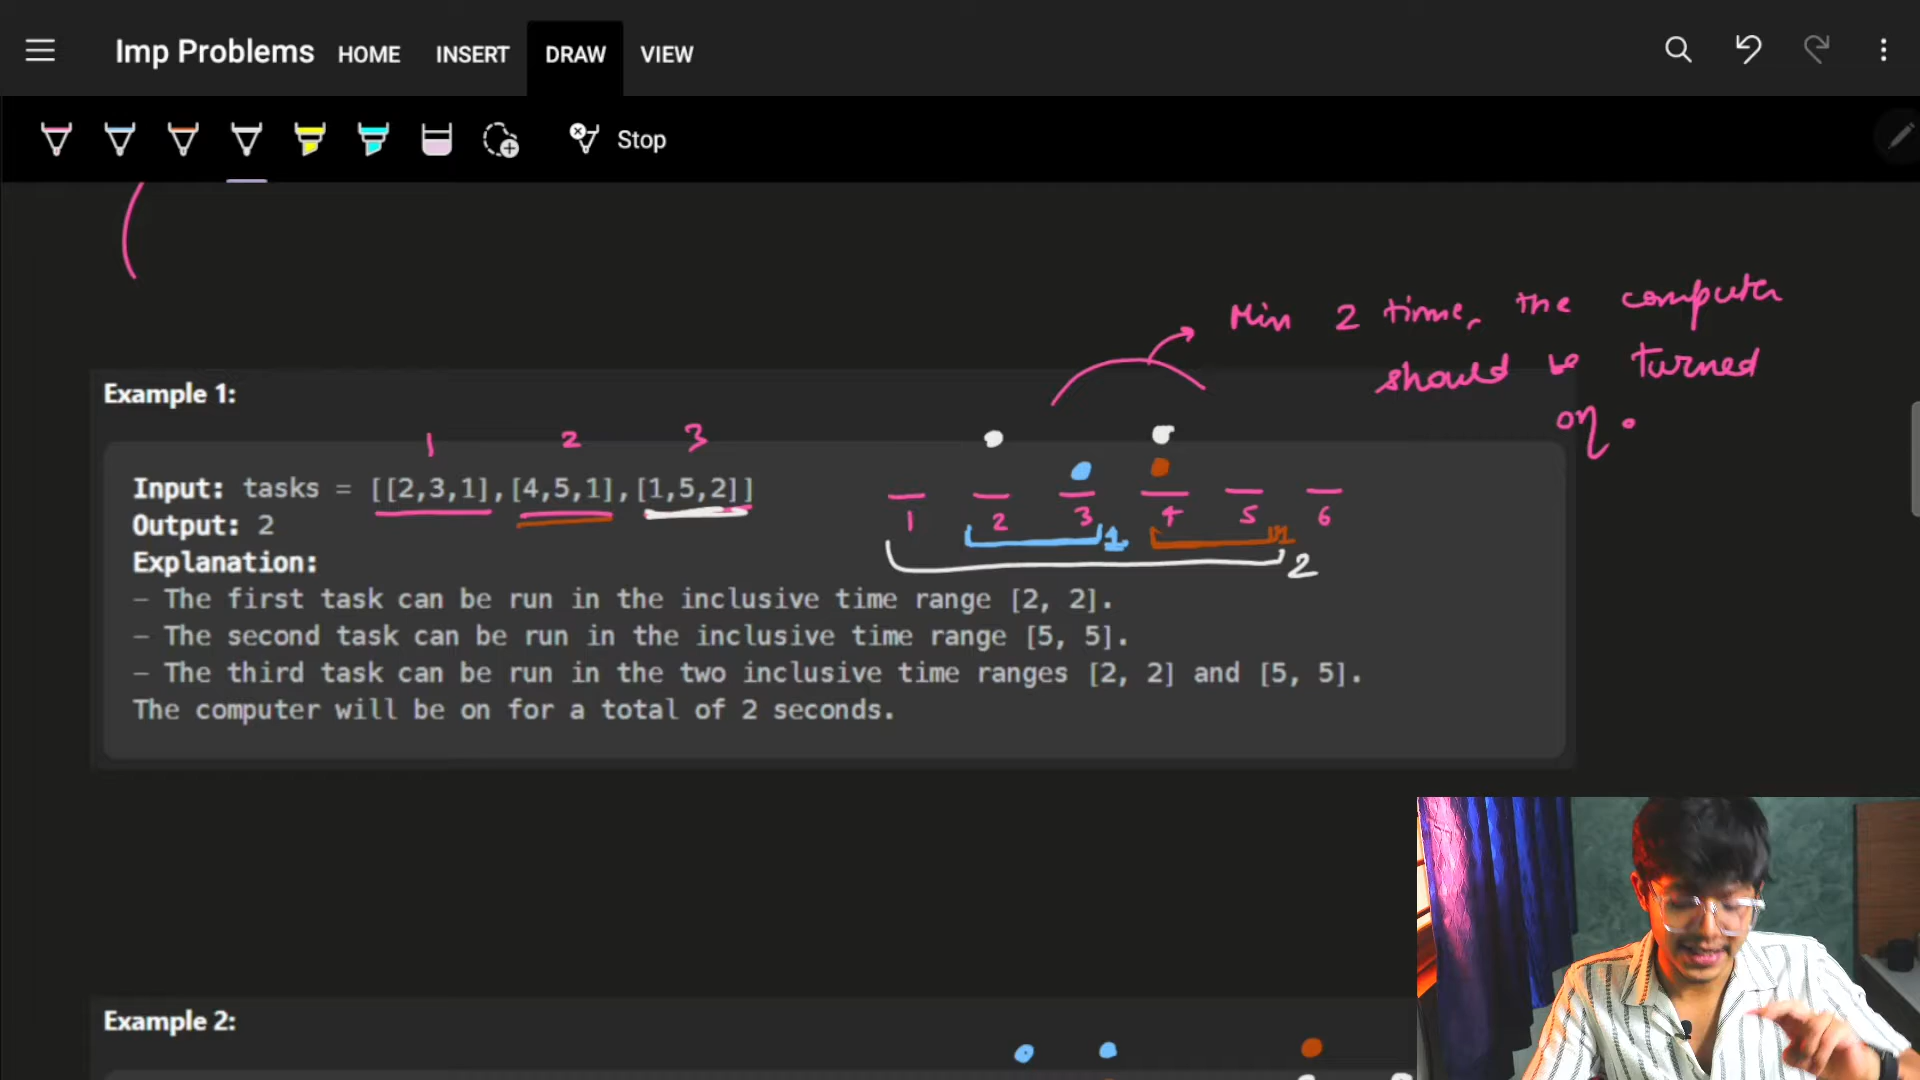 Imp Problems HOME INSERT DRAW VIEW
Stop
Min 2 time, the computer
should be turned
on.
Example 1:
1 2 3
Input: tasks = [[2,3,1],[4,5,1],[1,5,2]]
Output: 2
1 2 3 4 5 6
1 1
2
Explanation:
– The first task can be run in the inclusive time range [2, 2].
– The second task can be run in the inclusive time range [5, 5].
– The third task can be run in the two inclusive time ranges [2, 2] and [5, 5].
The computer will be on for a total of 2 seconds.
Example 2: